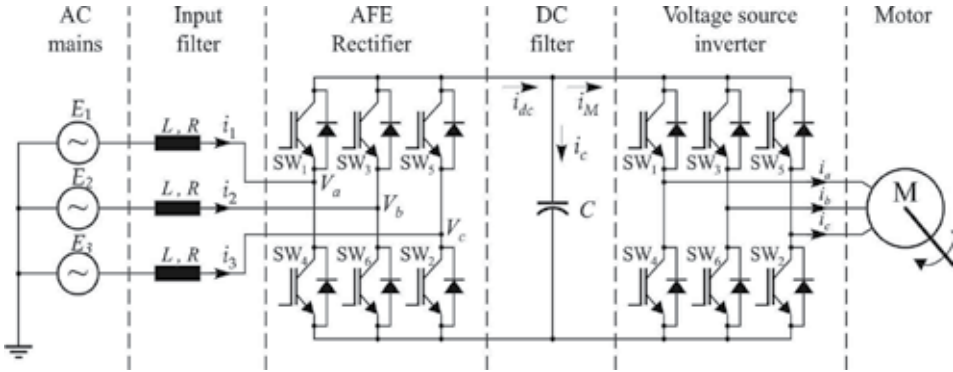 AC mains
Input filter
AFE Rectifier
DC filter
Voltage source inverter
Motor
E1
L, R
i1
E2
L, R
i2
E3
L, R
i3
SW1
SW3
SW5
Va
Vb
Vc
SW4
SW6
SW2
idc
iM
ic
C
SW1
SW3
SW5
SW4
SW6
SW2
ia
ib
ic
M